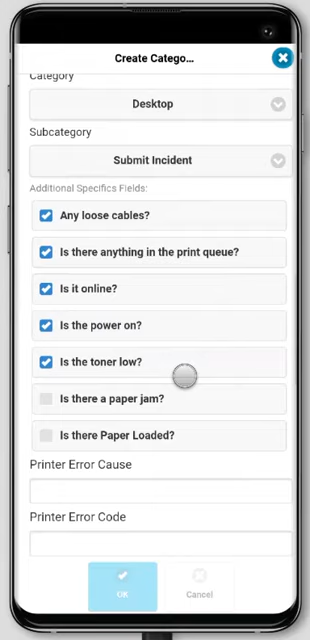 Create Catego...
Category
Desktop
Subcategory
Submit Incident
Additional Specifics Fields:
Any loose cables?
Is there anything in the print queue?
Is it online?
Is the power on?
Is the toner low?
Is there a paper jam?
Is there Paper Loaded?
Printer Error Cause
Printer Error Code
OK
Cancel